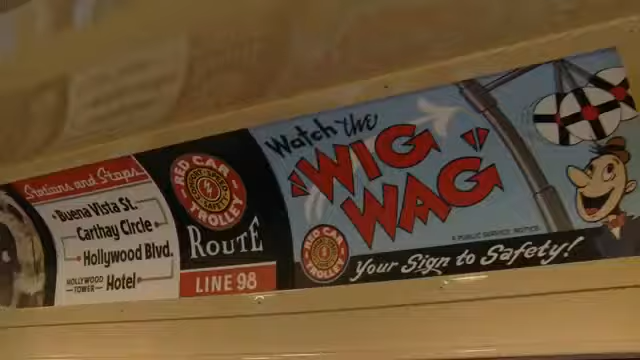 Stations and Stops
Buena Vista St.
Carthay Circle
Hollywood Blvd.
HOLLYWOOD TOWER Hotel
RED CAR
TROLLEY
ROUTE
LINE 98
Watch the
"WIG
WAG"
A PUBLIC SERVICE NOTICE
RED CAR
TROLLEY
Your Sign to Safety!